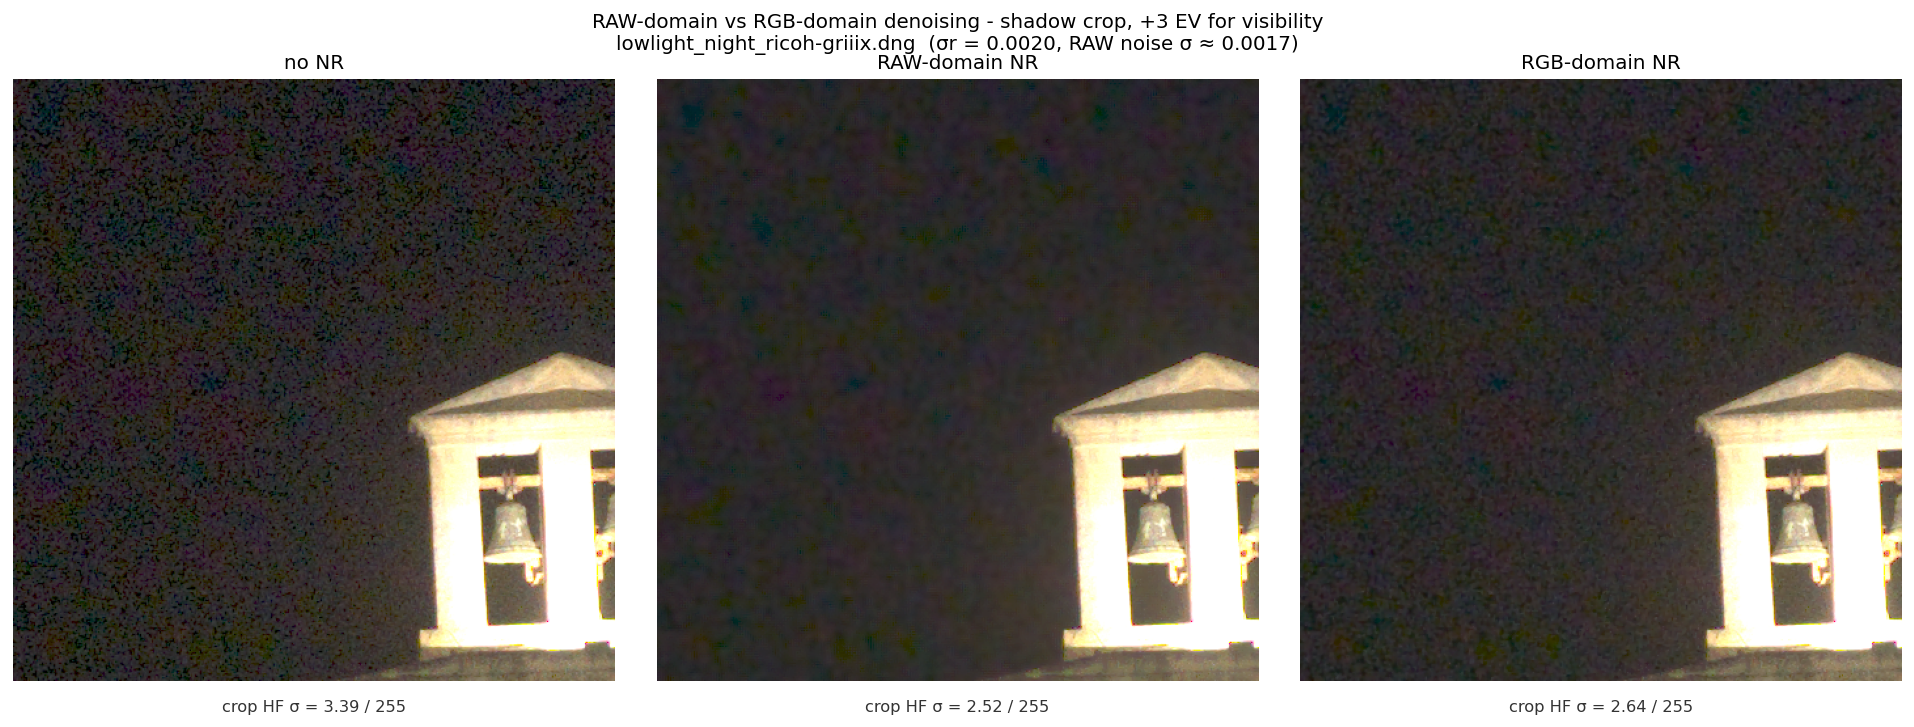 RAW-domain vs RGB-domain denoising - shadow crop, +3 EV for visibility
lowlight_night_ricoh-griiix.dng  (σr = 0.0020, RAW noise σ ≈ 0.0017)
no NR
RAW-domain NR
RGB-domain NR
crop HF σ = 3.39 / 255
crop HF σ = 2.52 / 255
crop HF σ = 2.64 / 255